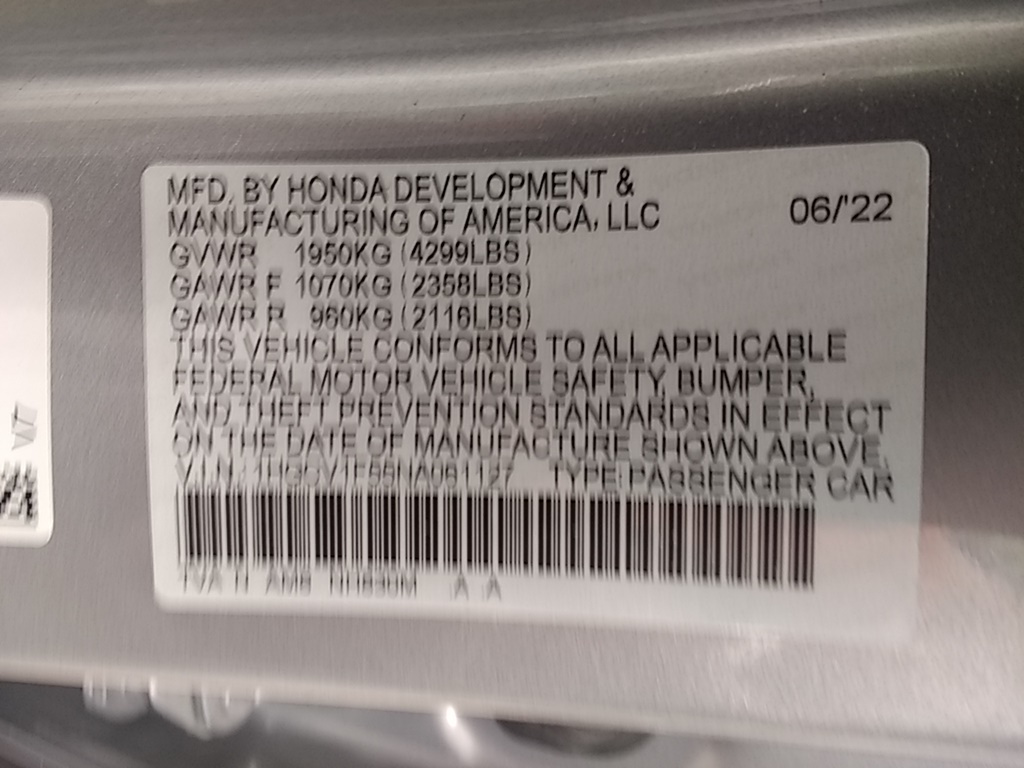 MFD. BY HONDA DEVELOPMENT &
MANUFACTURING OF AMERICA, LLC
06/'22
GVWR 1950KG (4299LBS)
GAWR F 1070KG (2358LBS)
GAWR R 960KG (2116LBS)
THIS VEHICLE CONFORMS TO ALL APPLICABLE
FEDERAL MOTOR VEHICLE SAFETY, BUMPER,
AND THEFT PREVENTION STANDARDS IN EFFECT
ON THE DATE OF MANUFACTURE SHOWN ABOVE.
V.I.N.: TYPE:PASSENGER CAR
TVA A A